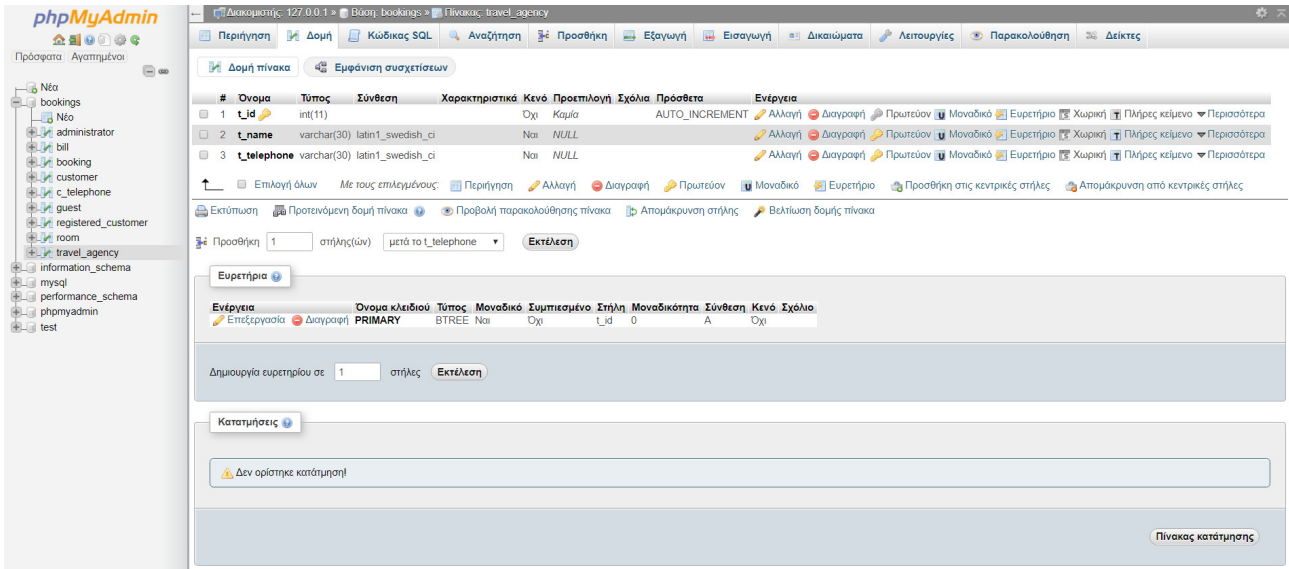 phpMyAdmin
Πρόσφατα Αγαπημένοι
Νέα
bookings
Νέο
administrator
bill
booking
customer
c_telephone
guest
registered_customer
room
travel_agency
information_schema
mysql
performance_schema
phpmyadmin
test
Διακομιστής: 127.0.0.1 » Βάση: bookings » Πίνακας: travel_agency
Περιήγηση Δομή Κώδικας SQL Αναζήτηση Προσθήκη Εξαγωγή Εισαγωγή Δικαιώματα Λειτουργίες Παρακολούθηση Δείκτες
Δομή πίνακα Εμφάνιση συσχετίσεων
# Όνομα Τύπος Σύνθεση Χαρακτηριστικά Κενό Προεπιλογή Σχόλια Πρόσθετα Ενέργεια
1 t_id int(11) Όχι Καμία AUTO_INCREMENT Αλλαγή Διαγραφή Πρωτεύον Μοναδικό Ευρετήριο Χωρική Πλήρες κείμενο Περισσότερα
2 t_name varchar(30) latin1_swedish_ci Ναι NULL Αλλαγή Διαγραφή Πρωτεύον Μοναδικό Ευρετήριο Χωρική Πλήρες κείμενο Περισσότερα
3 t_telephone varchar(30) latin1_swedish_ci Ναι NULL Αλλαγή Διαγραφή Πρωτεύον Μοναδικό Ευρετήριο Χωρική Πλήρες κείμενο Περισσότερα
Επιλογή όλων Με τους επιλεγμένους: Περιήγηση Αλλαγή Διαγραφή Πρωτεύον Μοναδικό Ευρετήριο Προσθήκη στις κεντρικές στήλες Απομάκρυνση από κεντρικές στήλες
Εκτύπωση Προτεινόμενη δομή πίνακα Προβολή παρακολούθησης πίνακα Απομάκρυνση στήλης Βελτίωση δομής πίνακα
Προσθήκη 1 στήλης(ών) μετά το t_telephone Εκτέλεση
Ευρετήρια
Ενέργεια Όνομα κλειδιού Τύπος Μοναδικό Συμπιεσμένο Στήλη Μοναδικότητα Σύνθεση Κενό Σχόλιο
Επεξεργασία Διαγραφή PRIMARY BTREE Ναι Όχι t_id 0 A Όχι
Δημιουργία ευρετηρίου σε 1 στήλες Εκτέλεση
Κατατμήσεις
Δεν ορίστηκε κατάτμηση!
Πίνακας κατάτμησης